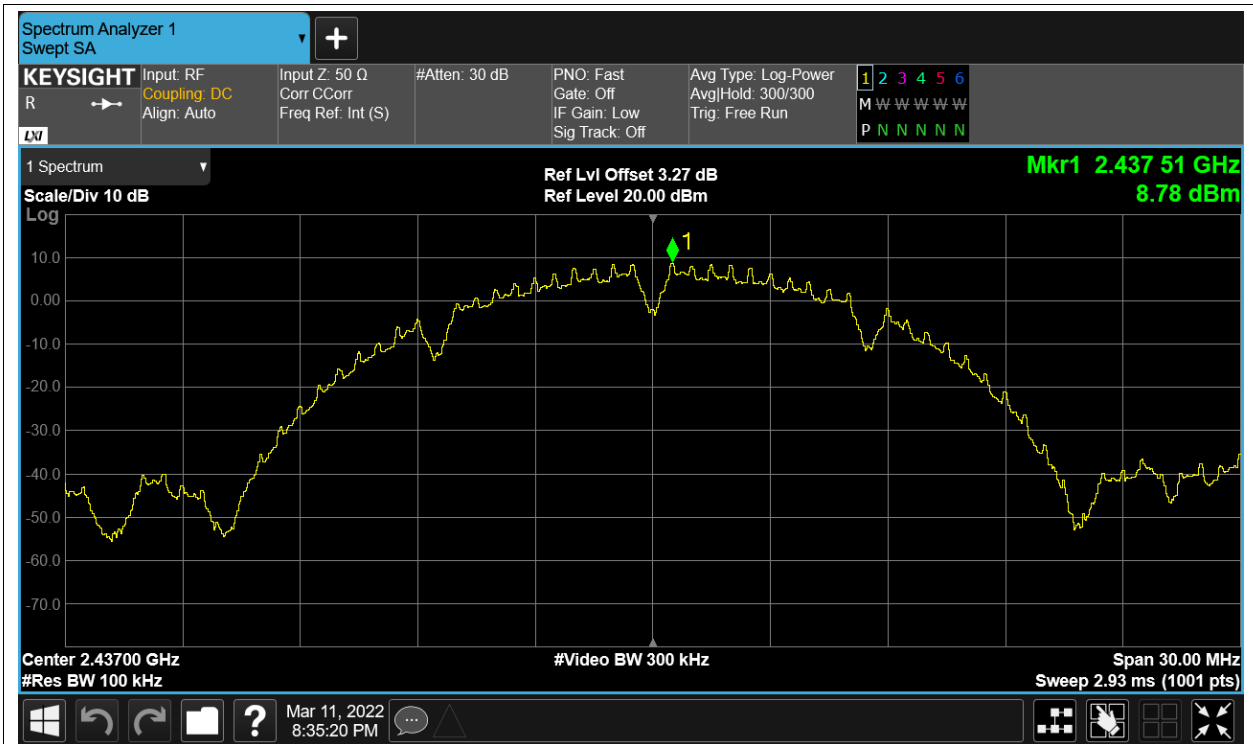 Spectrum Analyzer 1
Swept SA
KEYSIGHT
R
LXI
Input: RF
Coupling: DC
Align: Auto
Input Z: 50 Ω
Corr CCorr
Freq Ref: Int (S)
#Atten: 30 dB
PNO: Fast
Gate: Off
IF Gain: Low
Sig Track: Off
Avg Type: Log-Power
Avg|Hold: 300/300
Trig: Free Run
1 2 3 4 5 6
M W W W W W W
P N N N N N
1 Spectrum
Scale/Div 10 dB
Log
Ref Lvl Offset 3.27 dB
Ref Level 20.00 dBm
Mkr1 2.437 51 GHz
8.78 dBm
1
10.0
0.00
-10.0
-20.0
-30.0
-40.0
-50.0
-60.0
-70.0
Center 2.43700 GHz
#Video BW 300 kHz
Span 30.00 MHz
#Res BW 100 kHz
Sweep 2.93 ms (1001 pts)
?
Mar 11, 2022
8:35:20 PM